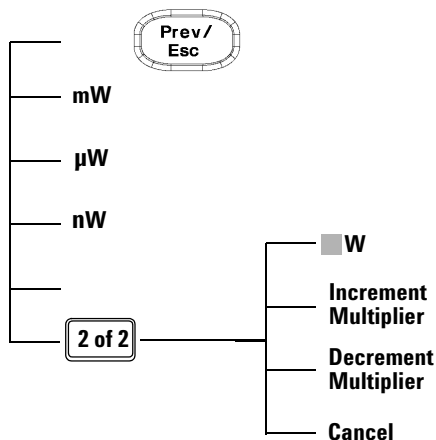 Prev/
Esc
mW
µW
nW
W
Increment
Multiplier
2 of 2
Decrement
Multiplier
Cancel